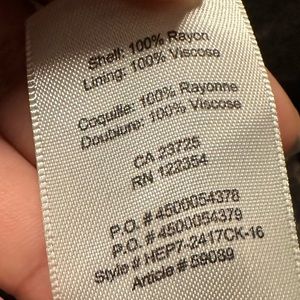 Shell: 100% Rayon
Lining: 100% Viscose
Coquille: 100% Rayonne
Doublure: 100% Viscose
CA 23725
RN 122354
P.O. # 4500054378
P.O. # 4500054379
Style # HEP7-2417CK-16
Article # 59089